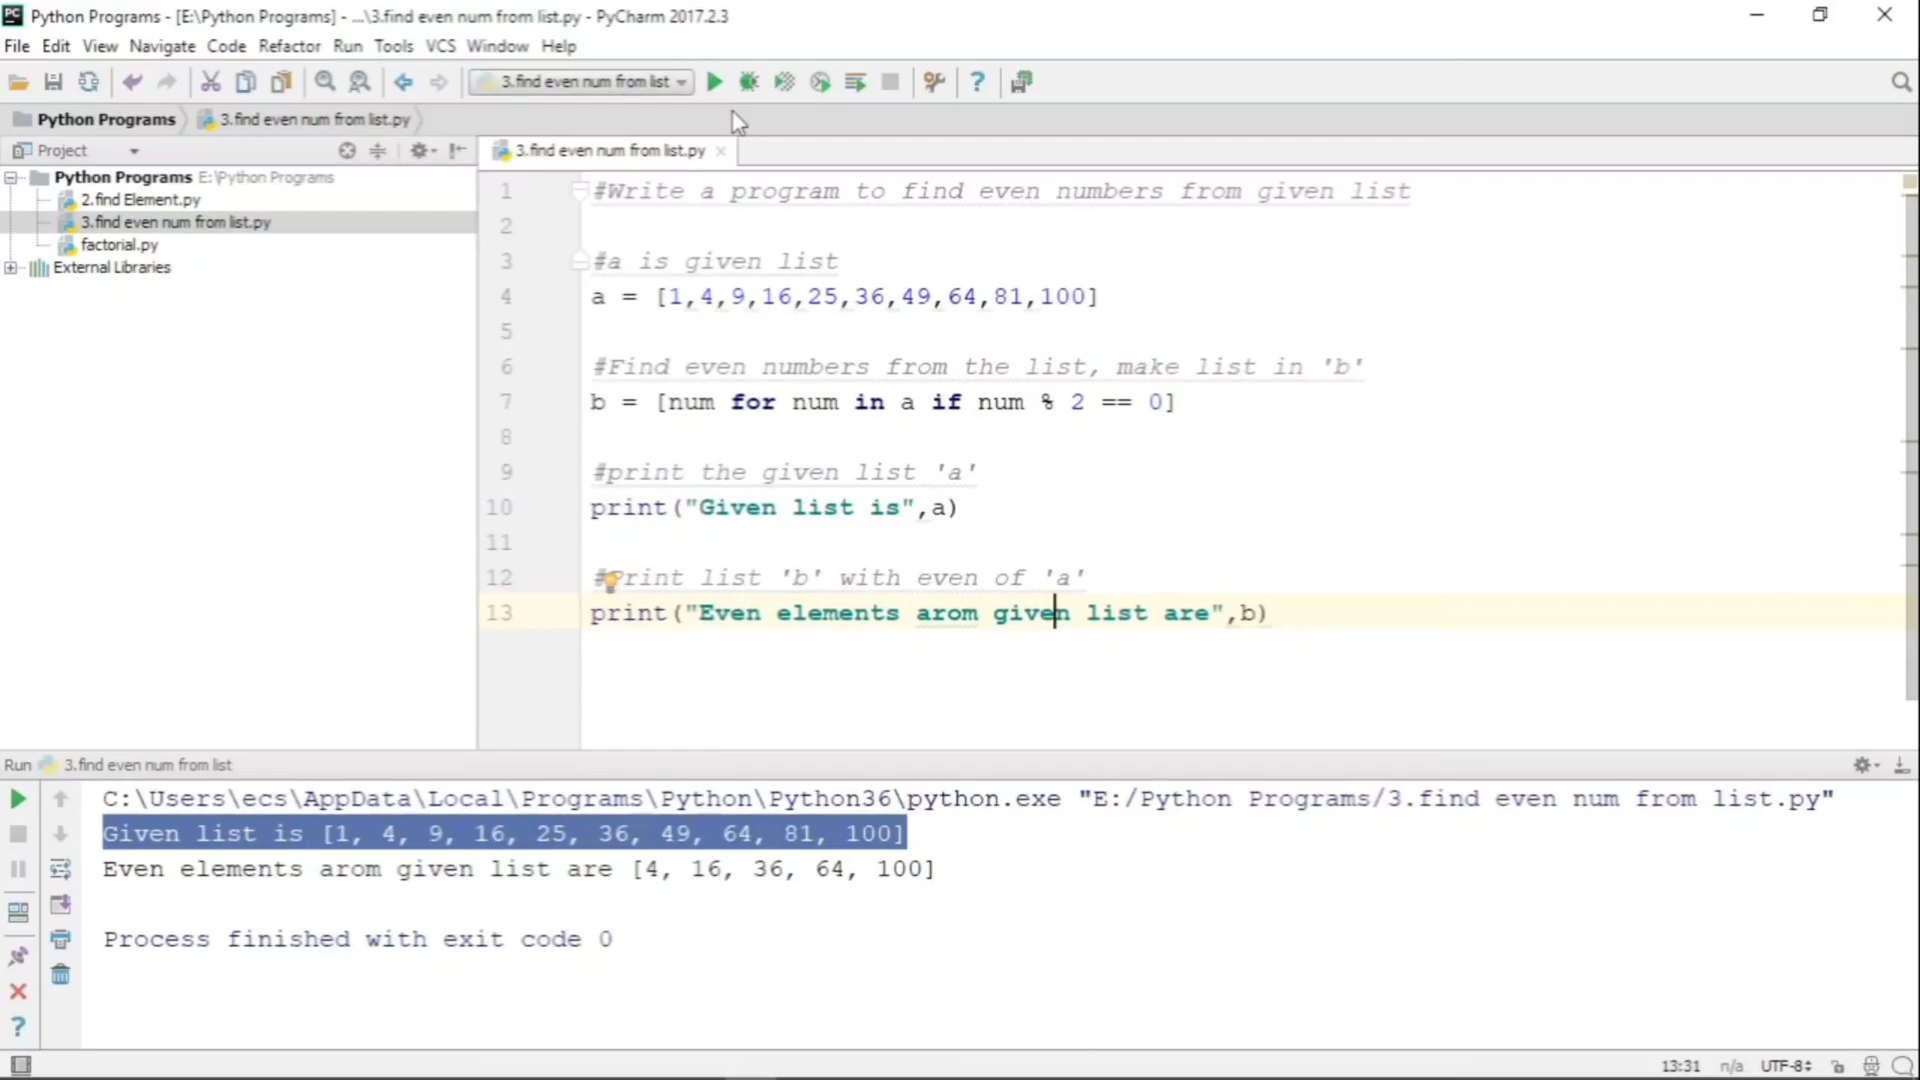 Python Programs - [E:\Python Programs] - ...\3.find even num from list.py - PyCharm 2017.2.3
File Edit View Navigate Code Refactor Run Tools VCS Window Help
3.find even num from list
Python Programs 3.find even num from list.py
Project
3.find even num from list.py
Python Programs E:\Python Programs
2.find Element.py
3.find even num from list.py
factorial.py
External Libraries
1 #Write a program to find even numbers from given list
2
3 #a is given list
4 a = [1,4,9,16,25,36,49,64,81,100]
5
6 #Find even numbers from the list, make list in 'b'
7 b = [num for num in a if num % 2 == 0]
8
9 #print the given list 'a'
10 print("Given list is",a)
11
12 #Print list 'b' with even of 'a'
13 print("Even elements arom given list are",b)
Run 3.find even num from list
C:\Users\ecs\AppData\Local\Programs\Python\Python36\python.exe "E:/Python Programs/3.find even num from list.py"
Given list is [1, 4, 9, 16, 25, 36, 49, 64, 81, 100]
Even elements arom given list are [4, 16, 36, 64, 100]
Process finished with exit code 0
13:31 n/a UTF-8